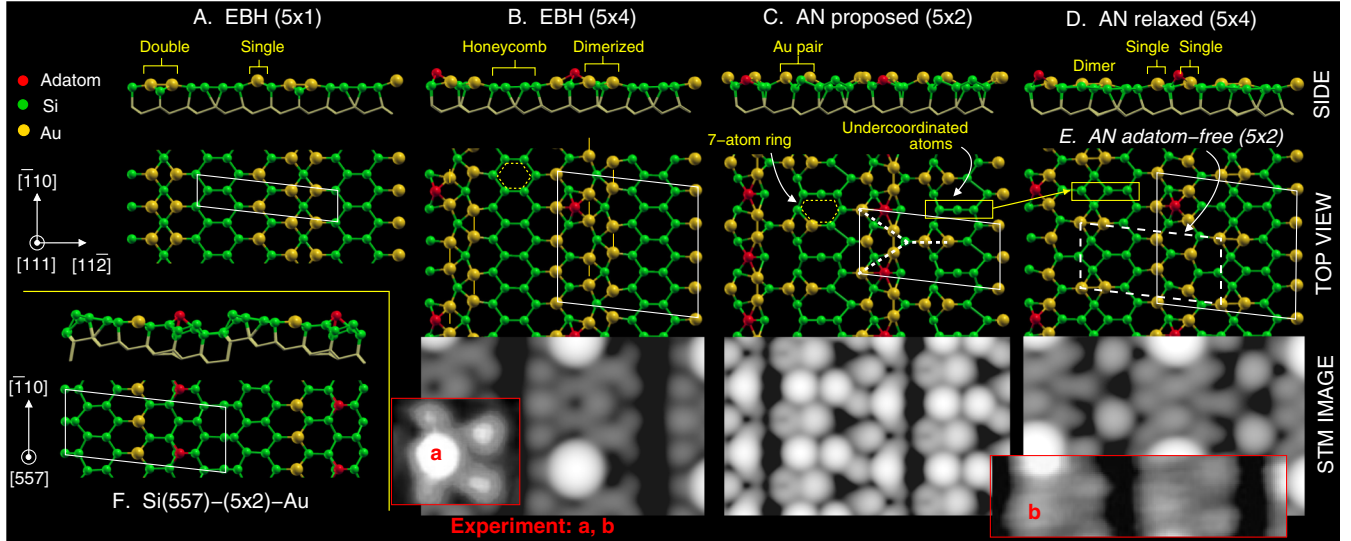 A. EBH (5x1)
B. EBH (5x4)
C. AN proposed (5x2)
D. AN relaxed (5x4)
Double
Single
Honeycomb
Dimerized
Au pair
Single
Single
Dimer
Adatom
Si
Au
SIDE
7−atom ring
Undercoordinated
atoms
E. AN adatom−free (5x2)
[1̅10]
[111]
[112̅]
TOP VIEW
[1̅10]
[557]
F. Si(557)−(5x2)−Au
a
b
Experiment: a, b
STM IMAGE